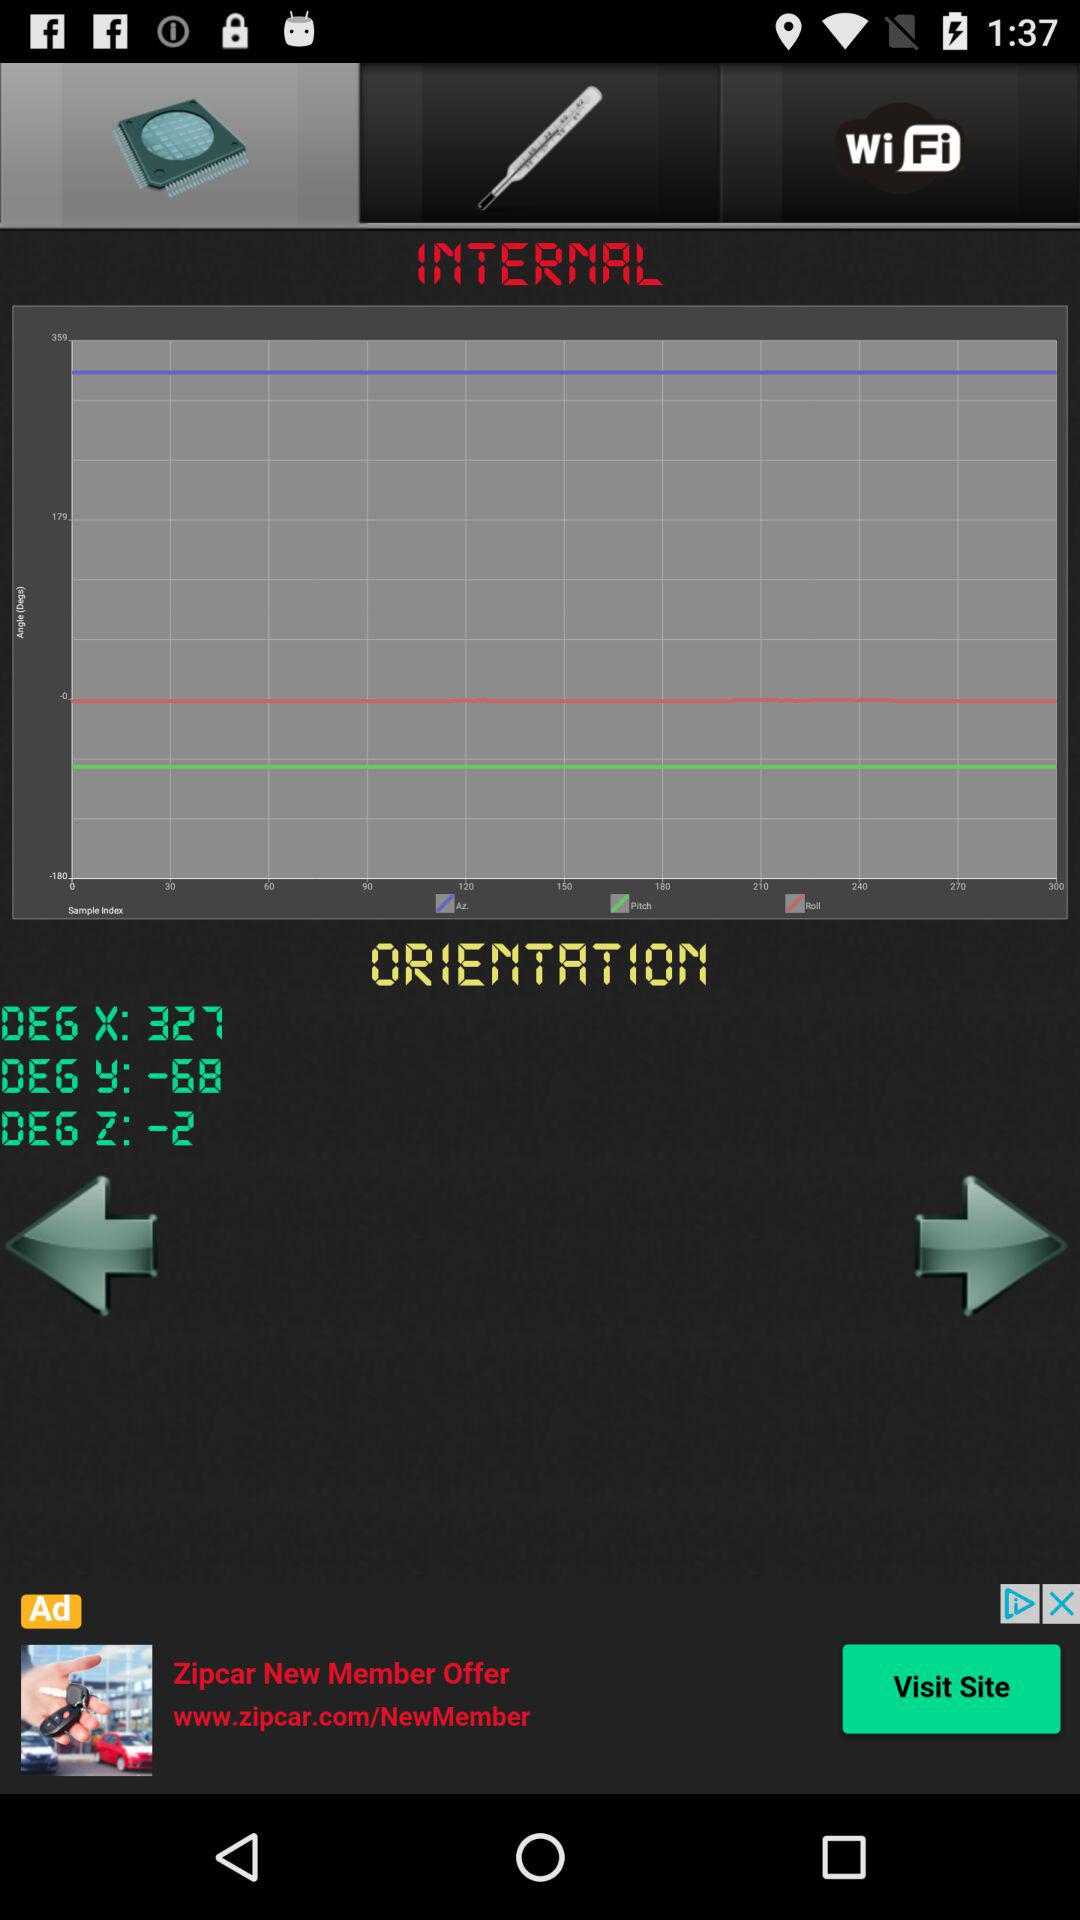 1:37
Wi Fi
INTERNAL
359
179
-0
-180
Angle (Degs)
0 30 60 90 120 150 180 210 240 270 300
Sample Index
Az. Pitch Roll
ORIENTATION
DEG X: 327
DEG Y: -68
DEG Z: -2
Ad
Zipcar New Member Offer
www.zipcar.com/NewMember
Visit Site